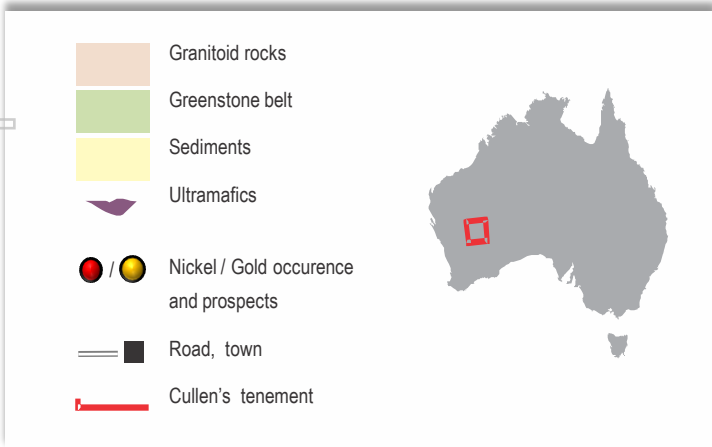 Granitoid rocks
Greenstone belt
Sediments
Ultramafics
/ Nickel / Gold occurence
and prospects
Road, town
Cullen's tenement